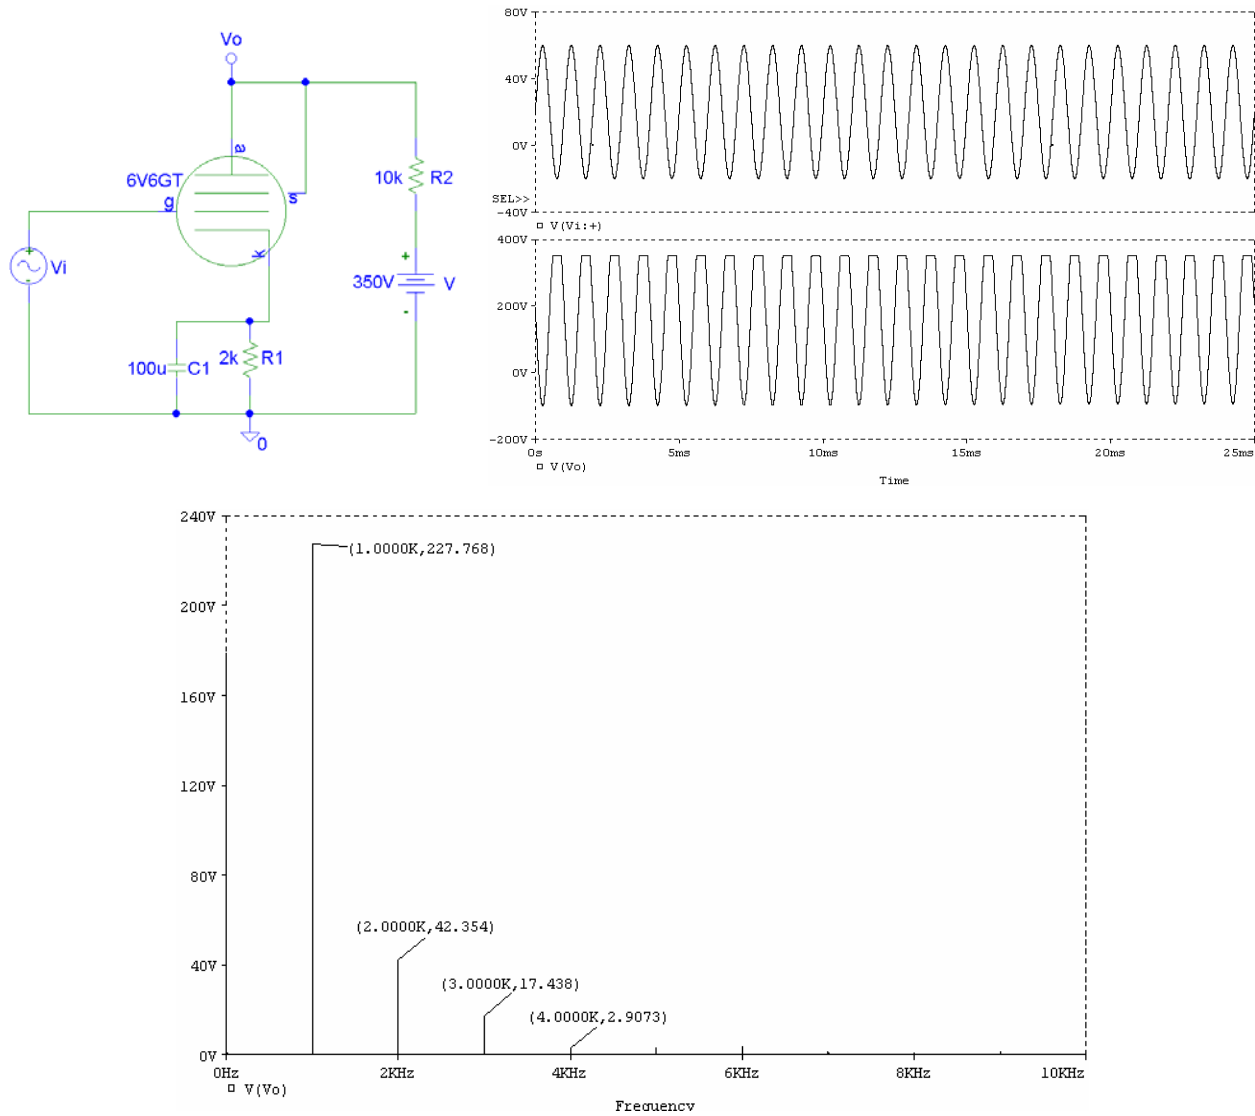 Vo
a
6V6GT
g
s
k
10k R2
Vi
+
-
+
350V V
-
100u C1
2k R1
0
80V
40V
0V
SEL>>
-40V
V(Vi:+)
400V
200V
0V
-200V
0s 5ms 10ms 15ms 20ms 25ms
V(Vo)
Time
240V
(1.0000K,227.768)
200V
160V
120V
80V
(2.0000K,42.354)
40V
(3.0000K,17.438)
(4.0000K,2.9073)
0V
0Hz 2KHz 4KHz 6KHz 8KHz 10KHz
V(Vo)
Frequency